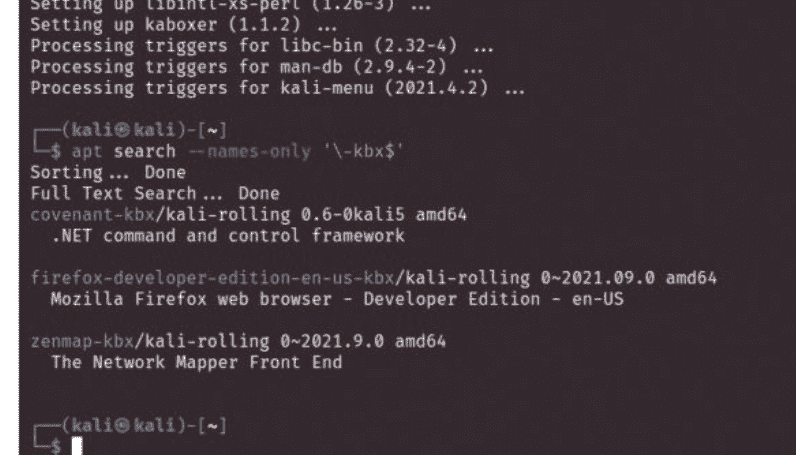 Setting up libintl-xs-perl (1.26-3) ...
Setting up kaboxer (1.1.2) ...
Processing triggers for libc-bin (2.32-4) ...
Processing triggers for man-db (2.9.4-2) ...
Processing triggers for kali-menu (2021.4.2) ...
┌──(kali㉿kali)-[~]
└─$ apt search --names-only '\-kbx$'
Sorting... Done
Full Text Search... Done
covenant-kbx/kali-rolling 0.6-0kali5 amd64
.NET command and control framework
firefox-developer-edition-en-us-kbx/kali-rolling 0~2021.09.0 amd64
Mozilla Firefox web browser - Developer Edition - en-US
zenmap-kbx/kali-rolling 0~2021.9.0 amd64
The Network Mapper Front End
┌──(kali㉿kali)-[~]
└─$